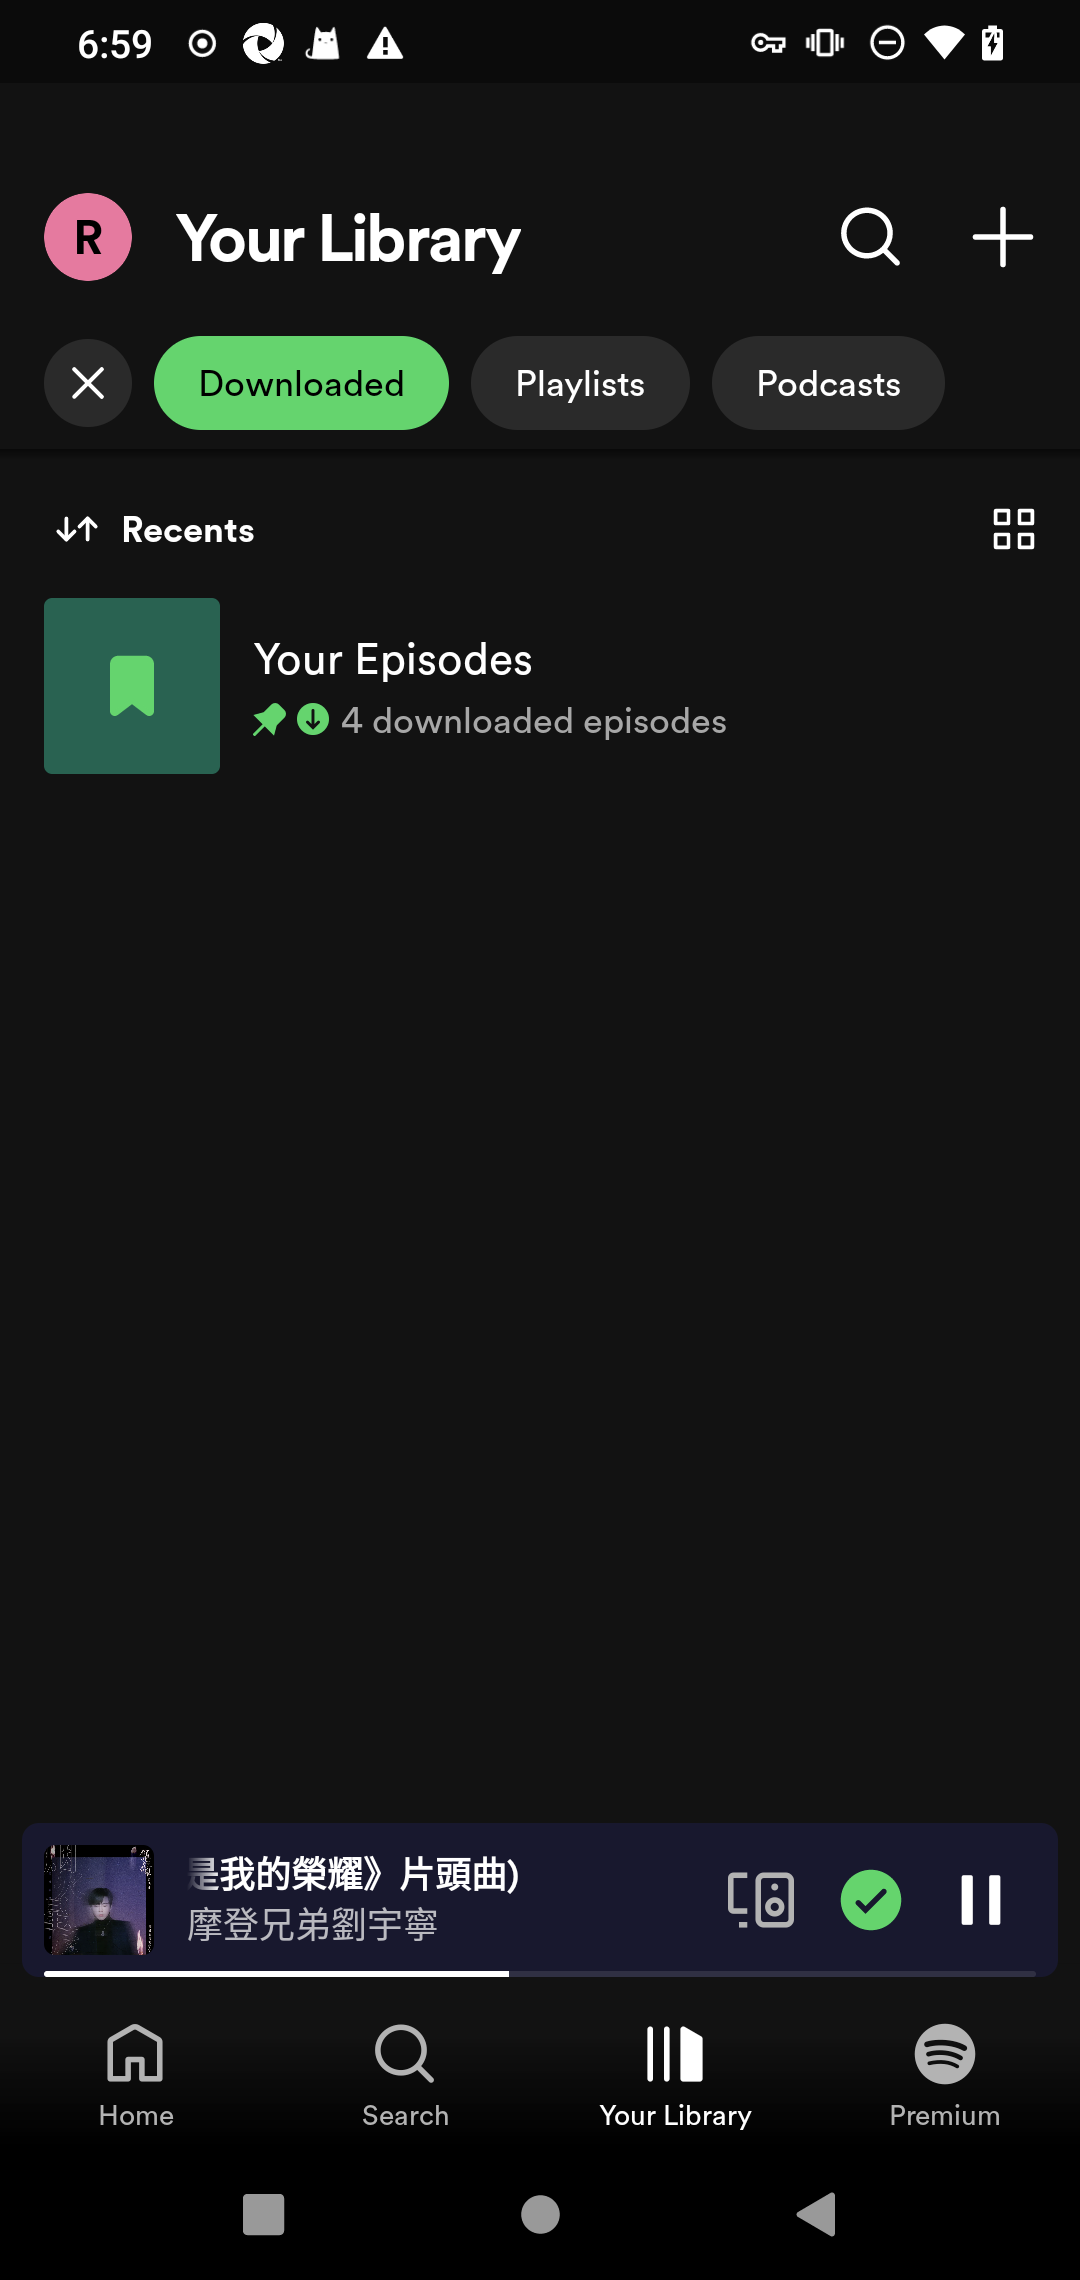 6:59
R
Your Library
Downloaded
Playlists
Podcasts
Recents
Your Episodes
4 downloaded episodes
是我的榮耀》片頭曲)
摩登兄弟劉宇寧
Home
Search
Your Library
Premium